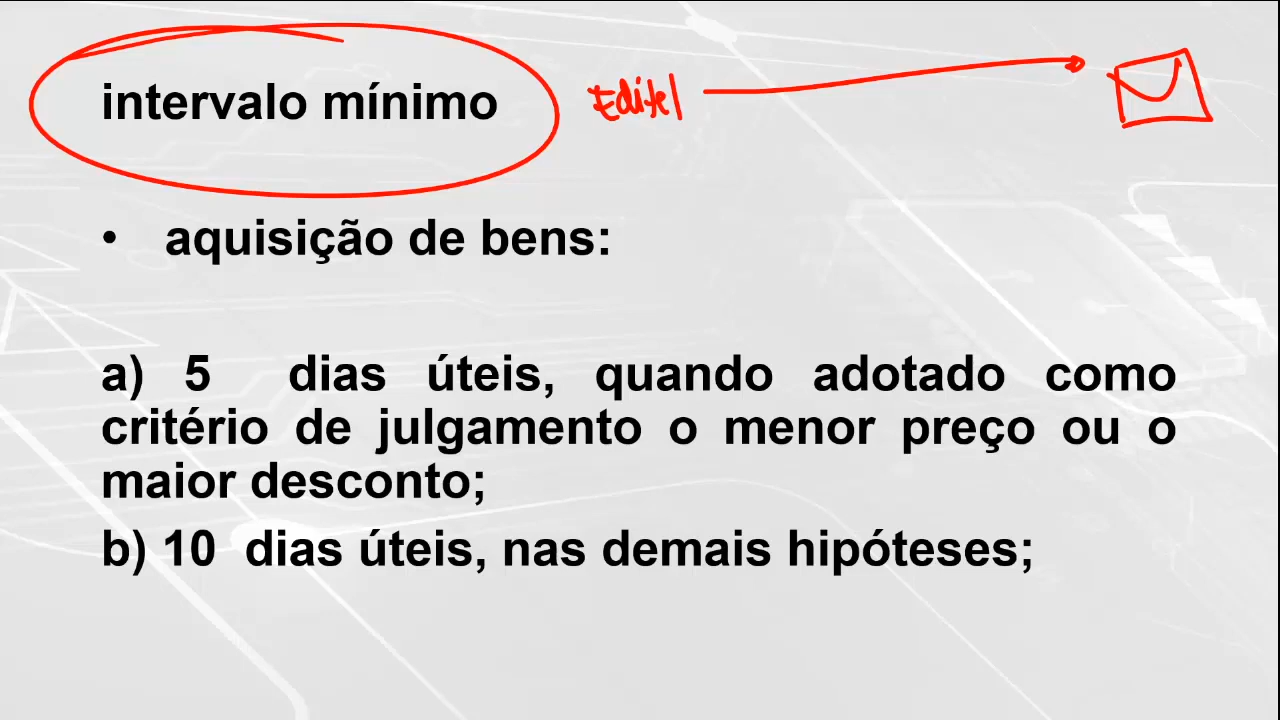 intervalo mínimo Edital
• aquisição de bens:
a) 5 dias úteis, quando adotado como
critério de julgamento o menor preço ou o
maior desconto;
b) 10 dias úteis, nas demais hipóteses;